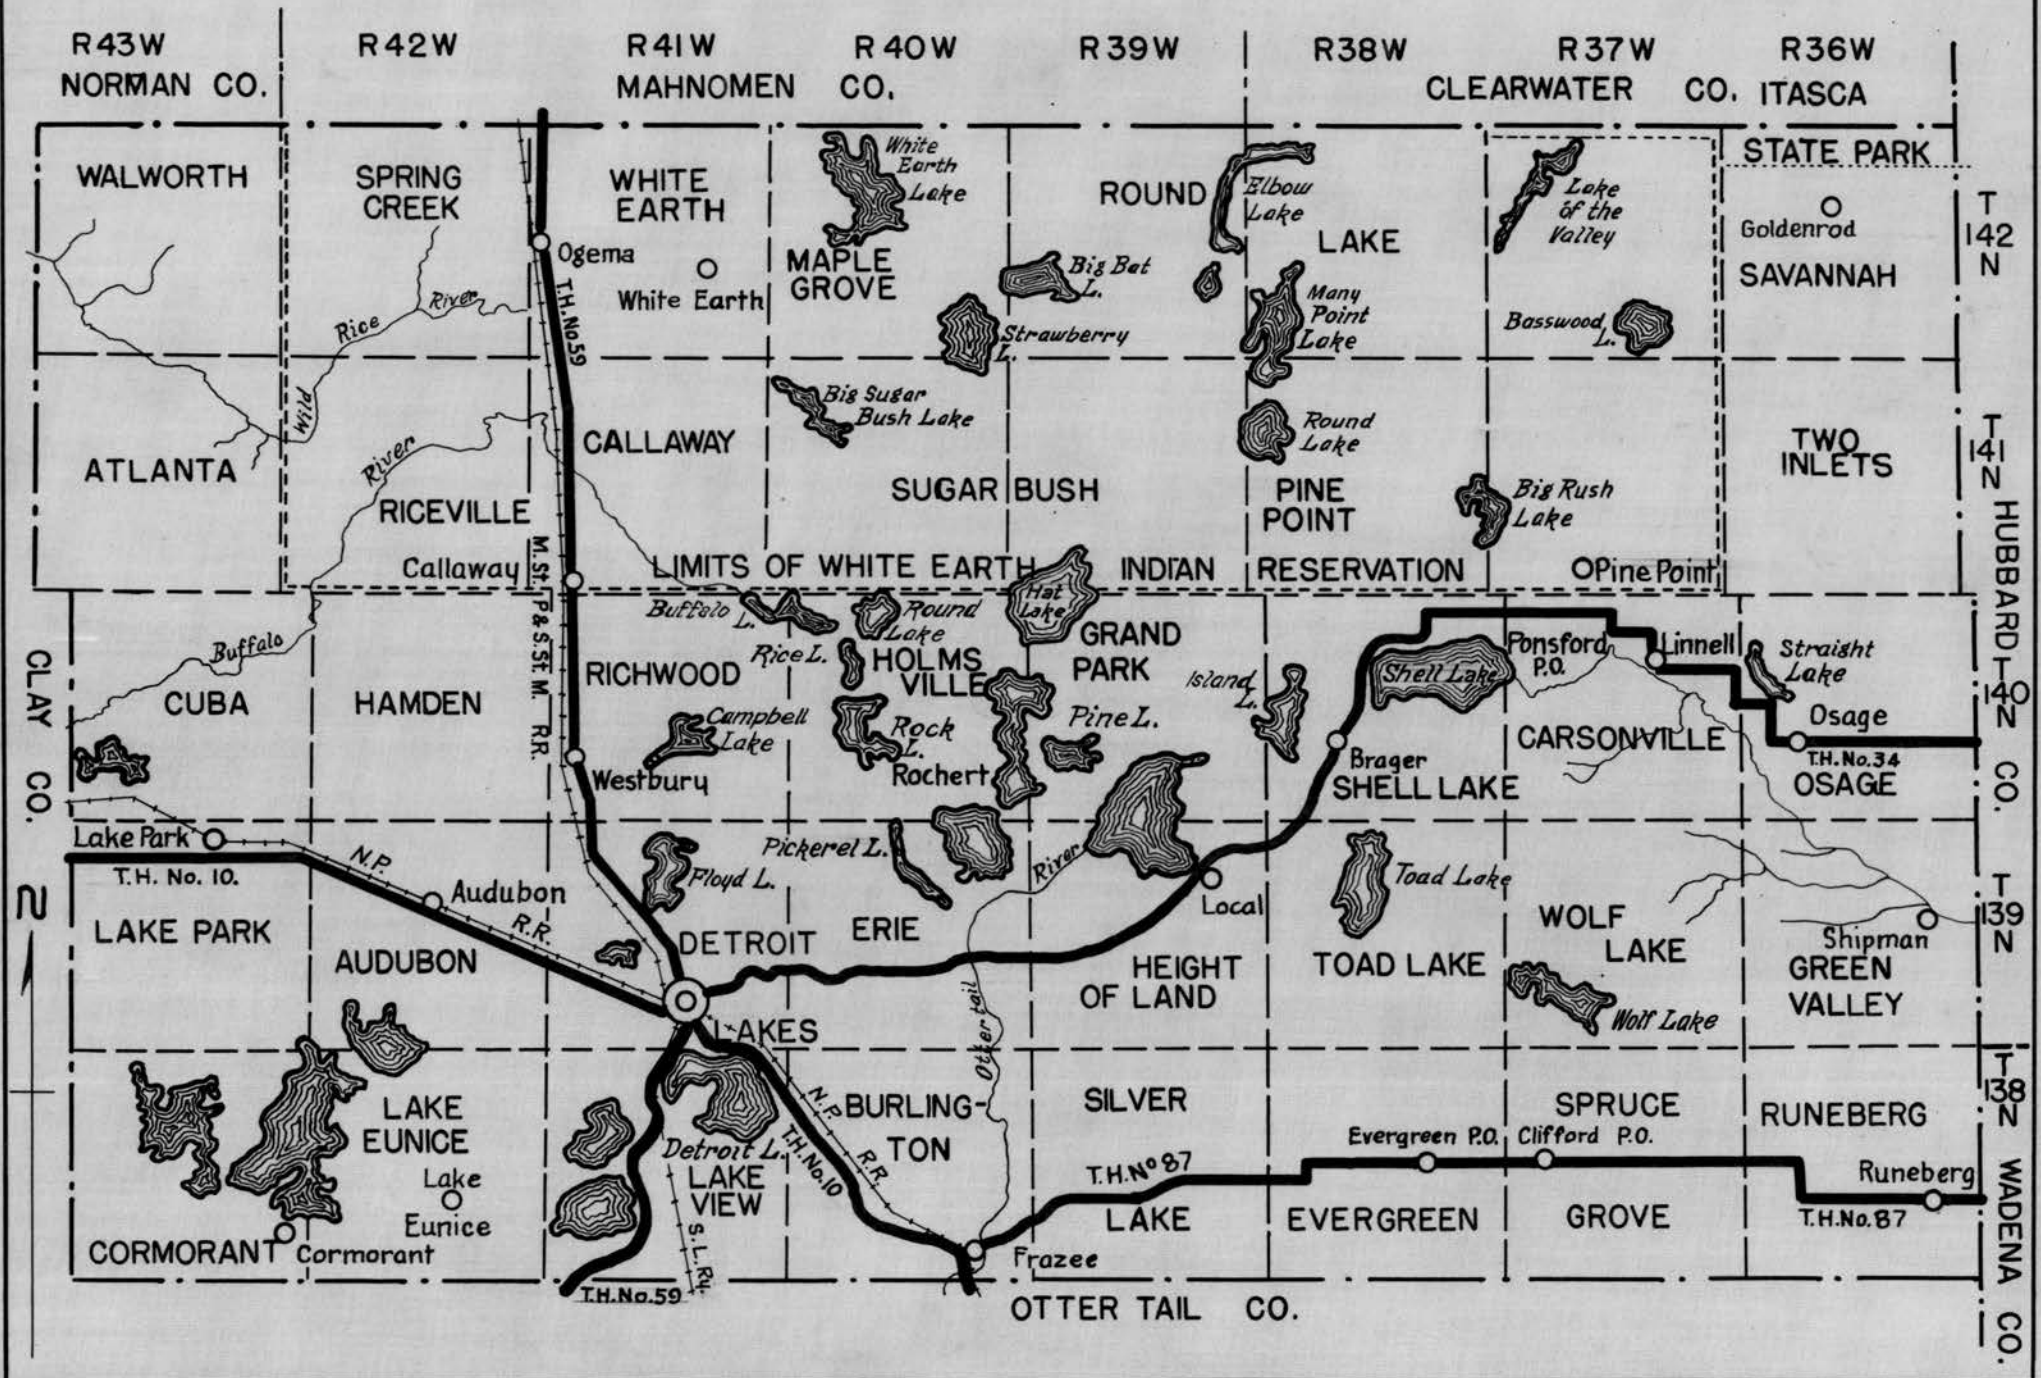 R43W R42W R41W R40W R39W R38W R37W R36W
NORMAN CO. MAHNOMEN CO. CLEARWATER CO. ITASCA
STATE PARK
WALWORTH
SPRING
CREEK
WHITE
EARTH
White
Earth
Lake
ROUND
Elbow
Lake
LAKE
Lake
of the
Valley
Goldenrod
SAVANNAH
T
142
N
Ogema
White Earth
MAPLE
GROVE
Big Bat
L.
Strawberry
L.
Many
Point
Lake
Basswood
L.
T.H.No.59
Wild Rice River
ATLANTA
River
RICEVILLE
CALLAWAY
Big Sugar
Bush Lake
SUGAR BUSH
Round
Lake
PINE
POINT
Big Rush
Lake
TWO
INLETS
T
141
N
HUBBARD CO.
Callaway
LIMITS OF WHITE EARTH INDIAN RESERVATION
Pine Point
M.St.P.&S.St M. RR.
Buffalo
CUBA
HAMDEN
RICHWOOD
Buffalo
L.
Rice L.
Round
Lake
HOLMS
VILLE
Hat
Lake
GRAND
PARK
Island
L.
Shell Lake
Ponsford
P.O.
Linnell
Straight
Lake
T
140
N
CLAY CO.
Campbell
Lake
Rock
L.
Pine L.
Rochert
Westbury
Brager
SHELL LAKE
CARSONVILLE
Osage
T.H.No.34
OSAGE
Lake Park
T.H. No. 10.
N.P.
R.R.
Audubon
LAKE PARK
AUDUBON
Floyd L.
Pickerel L.
DETROIT
LAKES
ERIE
River
Local
HEIGHT
OF LAND
Toad Lake
TOAD LAKE
WOLF
LAKE
Wolf Lake
Shipman
GREEN
VALLEY
T
139
N
N
Ottertail
LAKE
EUNICE
Lake
Eunice
CORMORANT
Cormorant
Detroit L.
LAKE
VIEW
T.H.No.10
N.P.
R.R.
S.L.Ry.
T.H.No.59
BURLING-
TON
Frazee
SILVER
LAKE
T.H.No 87
Evergreen P.O.
EVERGREEN
Clifford P.O.
SPRUCE
GROVE
RUNEBERG
Runeberg
T.H.No.87
T
138
N
WADENA CO.
OTTER TAIL CO.